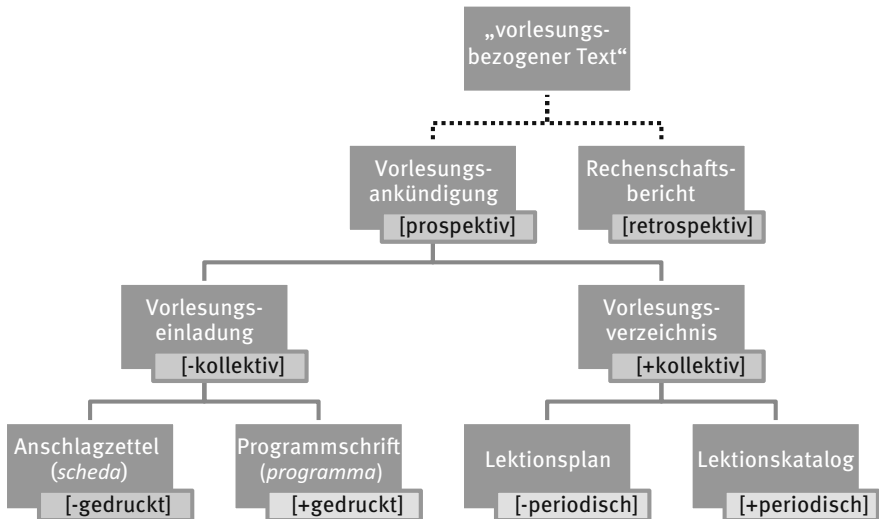 „vorlesungs-
bezogener Text“
Vorlesungs-
ankündigung
[prospektiv]
Rechenschafts-
bericht
[retrospektiv]
Vorlesungs-
einladung
[-kollektiv]
Vorlesungs-
verzeichnis
[+kollektiv]
Anschlagzettel
(scheda)
[-gedruckt]
Programmschrift
(programma)
[+gedruckt]
Lektionsplan
[-periodisch]
Lektionskatalog
[+periodisch]